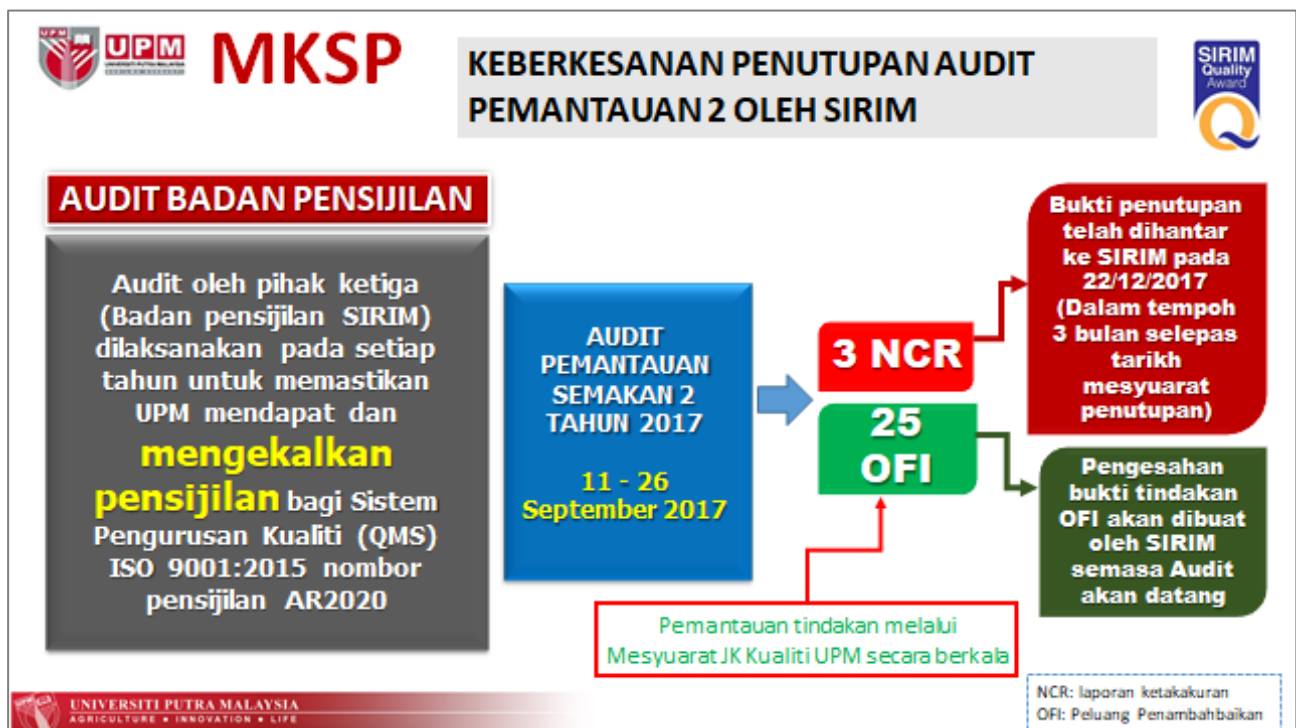 UPM
UPM
UNIVERSITI PUTRA MALAYSIA
MKSP
KEBERKESANAN PENUTUPAN AUDIT
PEMANTAUAN 2 OLEH SIRIM
SIRIM
Quality
Award
AUDIT BADAN PENSIJILAN
Audit oleh pihak ketiga
(Badan pensijilan SIRIM)
dilaksanakan pada setiap
tahun untuk memastikan
UPM mendapat dan
mengekalkan
pensijilan bagi Sistem
Pengurusan Kualiti (QMS)
ISO 9001:2015 nombor
pensijilan AR2020
AUDIT
PEMANTAUAN
SEMAKAN 2
TAHUN 2017
11 - 26
September 2017
3 NCR
25
OFI
Bukti penutupan
telah dihantar
ke SIRIM pada
22/12/2017
(Dalam tempoh
3 bulan selepas
tarikh
mesyuarat
penutupan)
Pengesahan
bukti tindakan
OFI akan dibuat
oleh SIRIM
semasa Audit
akan datang
Pemantauan tindakan melalui
Mesyuarat JK Kualiti UPM secara berkala
NCR: laporan ketakakuran
OFI: Peluang Penambahbaikan
UNIVERSITI PUTRA MALAYSIA
AGRICULTURE • INNOVATION • LIFE